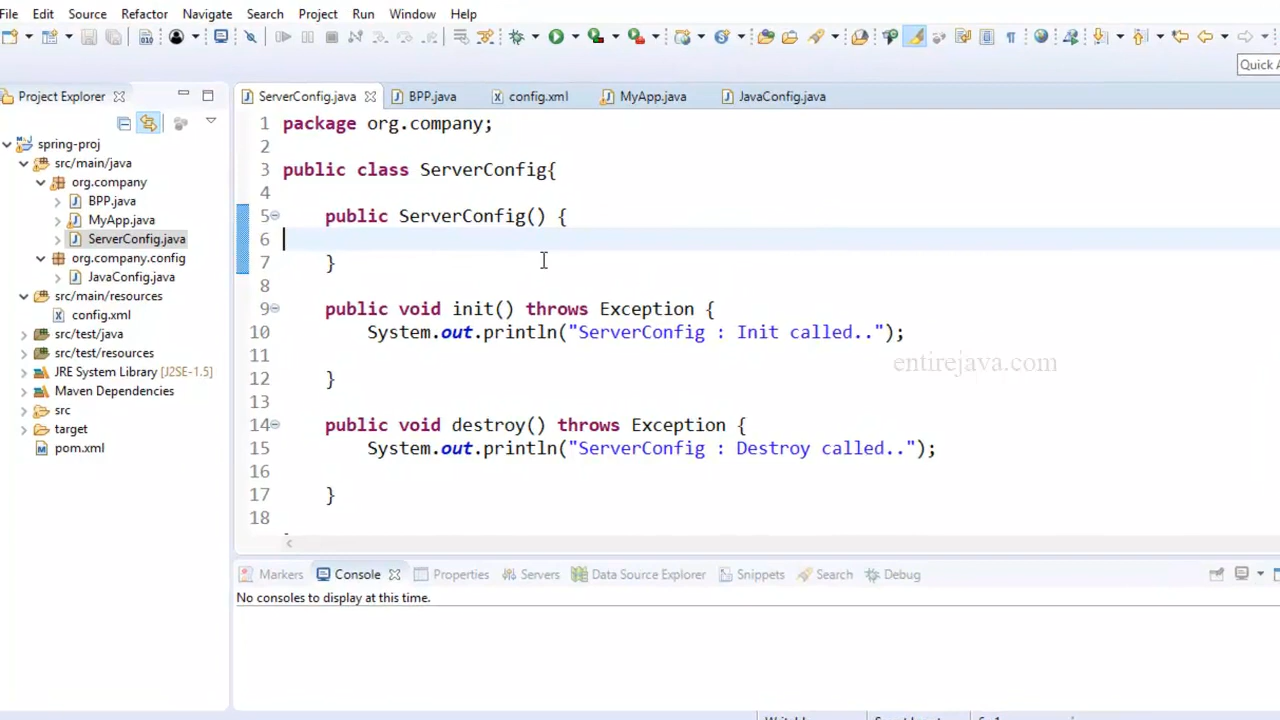 File Edit Source Refactor Navigate Search Project Run Window Help
Quick A
Project Explorer
ServerConfig.java BPP.java config.xml MyApp.java JavaConfig.java
spring-proj
src/main/java
org.company
BPP.java
MyApp.java
ServerConfig.java
org.company.config
JavaConfig.java
src/main/resources
config.xml
src/test/java
src/test/resources
JRE System Library [J2SE-1.5]
Maven Dependencies
src
target
pom.xml
1 package org.company;
2
3 public class ServerConfig{
4
5 public ServerConfig() {
6
7 }
8
9 public void init() throws Exception {
10 System.out.println("ServerConfig : Init called..");
11
12 }
13
14 public void destroy() throws Exception {
15 System.out.println("ServerConfig : Destroy called..");
16
17 }
18
entirejava.com
Markers Console Properties Servers Data Source Explorer Snippets Search Debug
No consoles to display at this time.